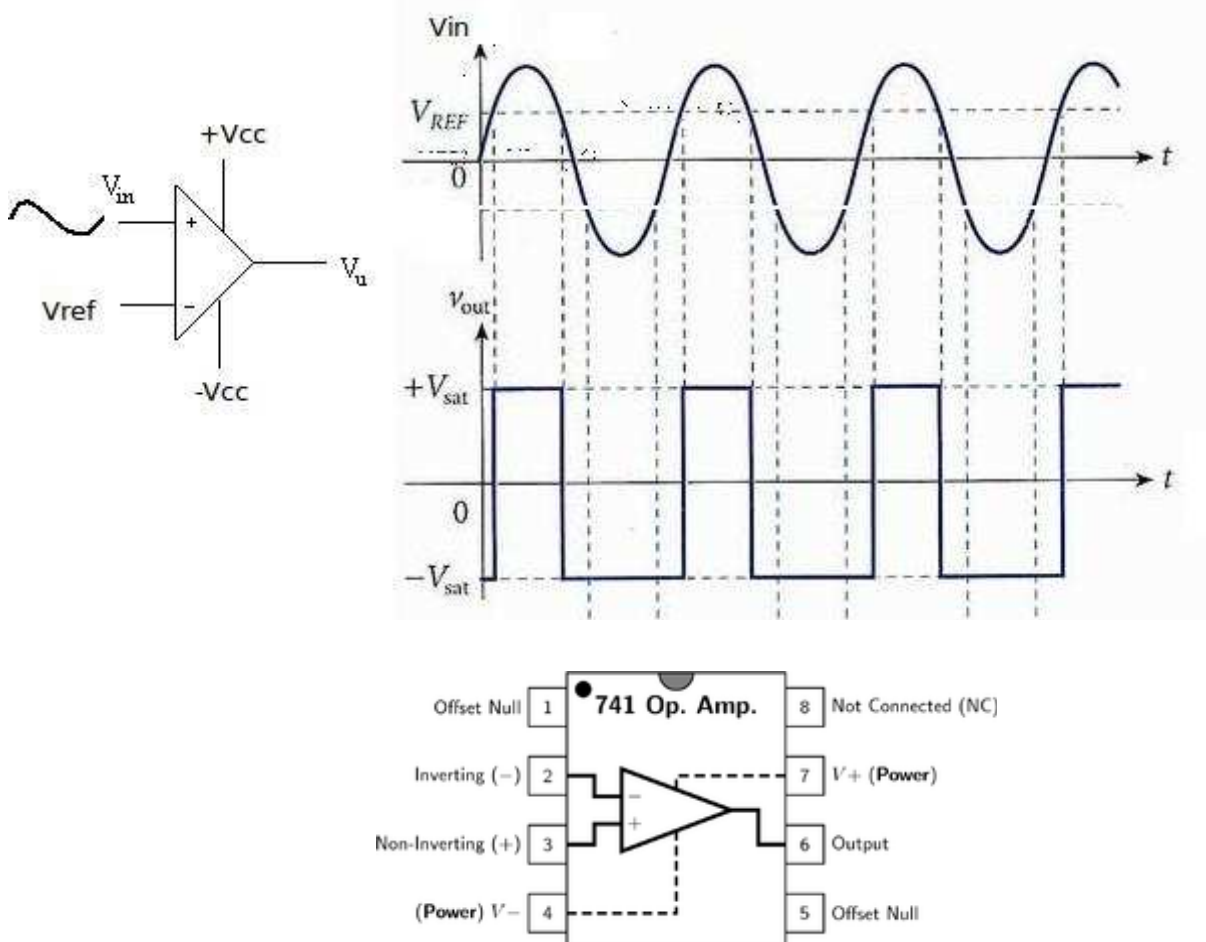 +Vcc
Vin
+
Vref
-
Vu
-Vcc
Vin
VREF
0
t
vout
+Vsat
0
t
-Vsat
741 Op. Amp.
Offset Null 1
8 Not Connected (NC)
Inverting (−) 2
7 V+ (Power)
−
+
Non-Inverting (+) 3
6 Output
(Power) V− 4
5 Offset Null